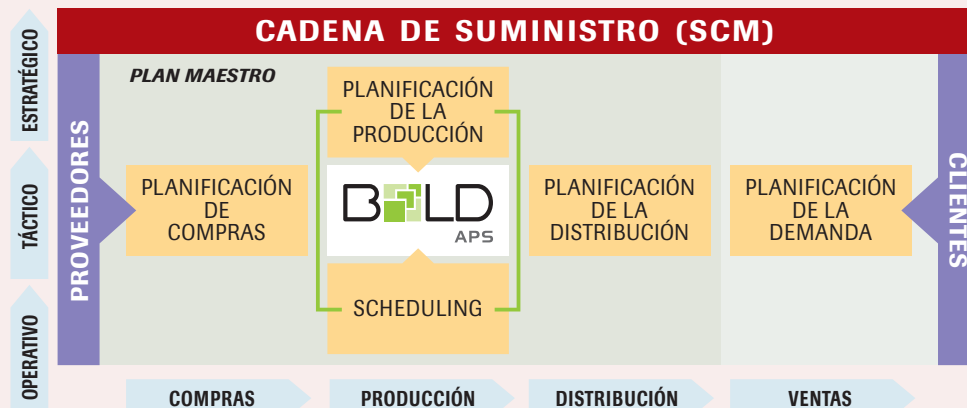 CADENA DE SUMINISTRO (SCM)
ESTRATÉGICO
TÁCTICO
OPERATIVO
PROVEEDORES
PLAN MAESTRO
PLANIFICACIÓN
DE LA
PRODUCCIÓN
PLANIFICACIÓN
DE
COMPRAS
BOLD
APS
PLANIFICACIÓN
DE LA
DISTRIBUCIÓN
PLANIFICACIÓN
DE LA
DEMANDA
SCHEDULING
CLIENTES
COMPRAS
PRODUCCIÓN
DISTRIBUCIÓN
VENTAS